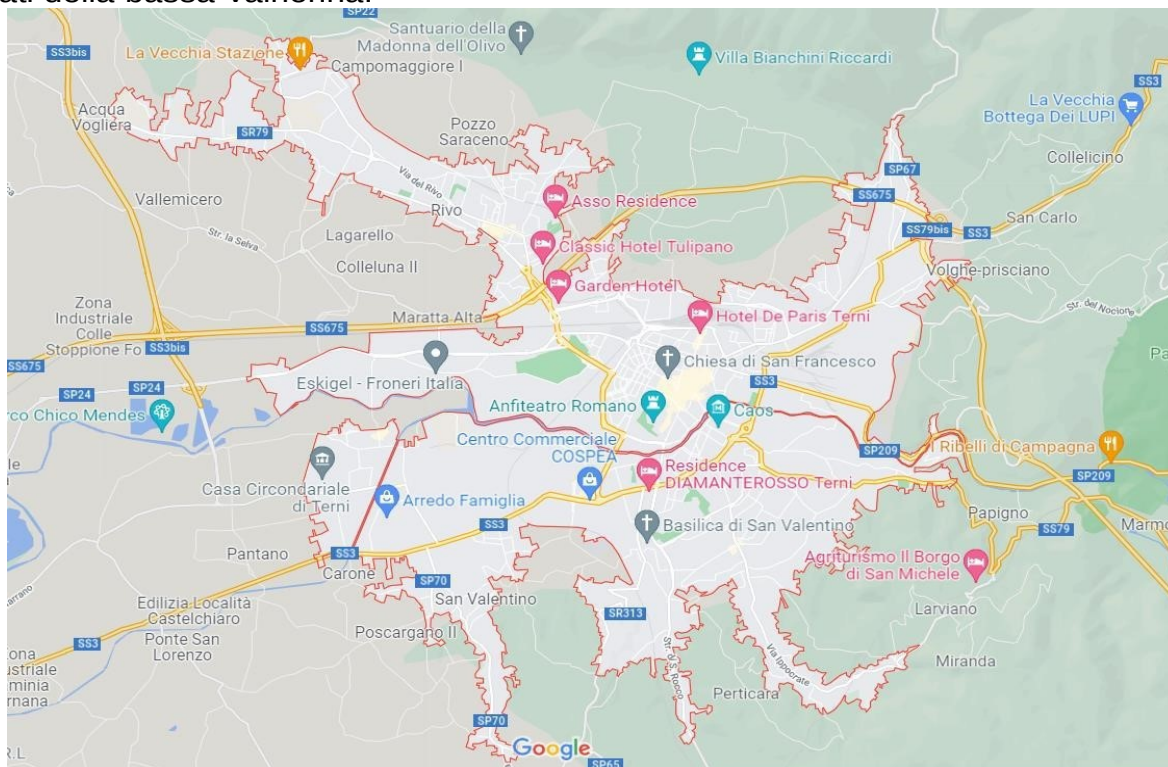 SP22
Santuario della
Madonna dell'Olivo
SS3bis
La Vecchia Stazione
Campomaggiore I
Villa Bianchini Riccardi
SS3
La Vecchia
Bottega Dei LUPI
Acqua
Vogliera
SR79
Pozzo
Saraceno
Collelicino
Via del Rivo
SP67
Vallemicero
Rivo
Asso Residence
SS675
San Carlo
Str. la Selva
Lagarello
Classic Hotel Tulipano
SS79bis
SS3
Colleluna II
Garden Hotel
Volghe-prisciano
Zona
Industriale
Colle
Stoppione Fo
Maratta Alta
Hotel De Paris Terni
Str. del Nocione
SS675
SS3bis
SS675
Chiesa di San Francesco
Eskigel - Froneri Italia
SS3
SP24
SP24
Anfiteatro Romano
Caos
Chico Mendes
Centro Commerciale
COSPEA
SP209
I Ribelli di Campagna
Residence
DIAMANTEROSSO Terni
SP209
Casa Circondariale
di Terni
Arredo Famiglia
Papigno
SS3
Basilica di San Valentino
SS79
Pantano
SS3
Carone
Agriturismo Il Borgo
di San Michele
SP70
San Valentino
SR313
Larviano
Edilizia Località
Castelchiaro
Poscargano II
SS3
Ponte San
Lorenzo
Str. di S. Rocco
Via Ippocrate
Miranda
Perticara
SP70
Google
R.L
SP65